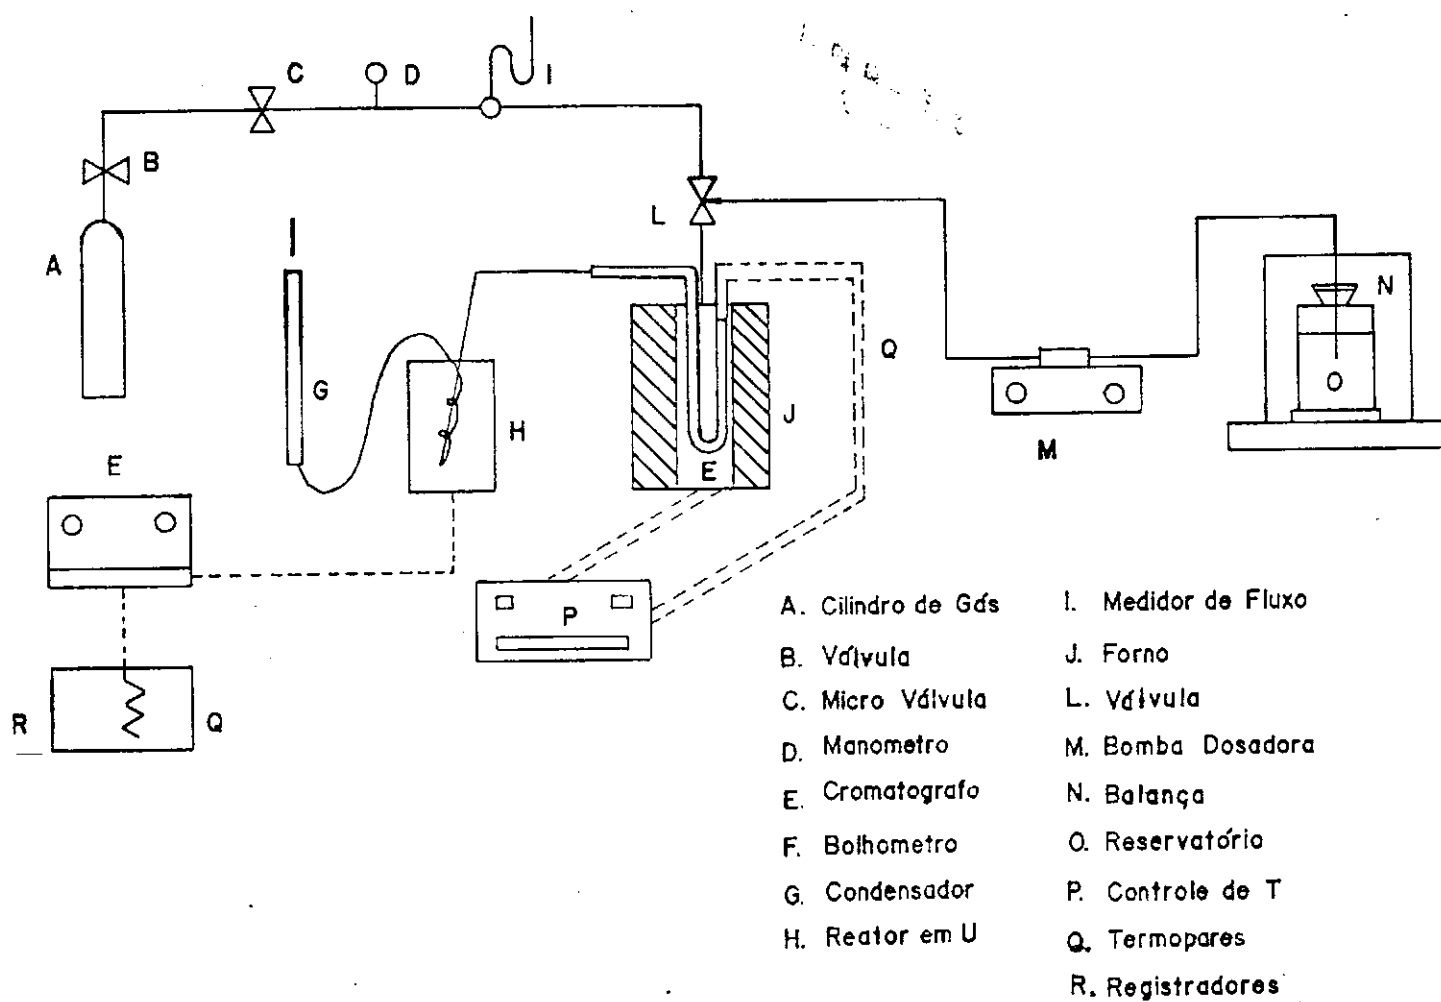 C
D
I
B
A
L
N
Q
G
H
J
O
E
M
E
P
R
Q
A. Cilindro de Gás
B. Válvula
C. Micro Válvula
D. Manometro
E. Cromatografo
F. Bolhometro
G. Condensador
H. Reator em U
I. Medidor de Fluxo
J. Forno
L. Válvula
M. Bomba Dosadora
N. Balança
O. Reservatório
P. Controle de T
Q. Termopares
R. Registradores